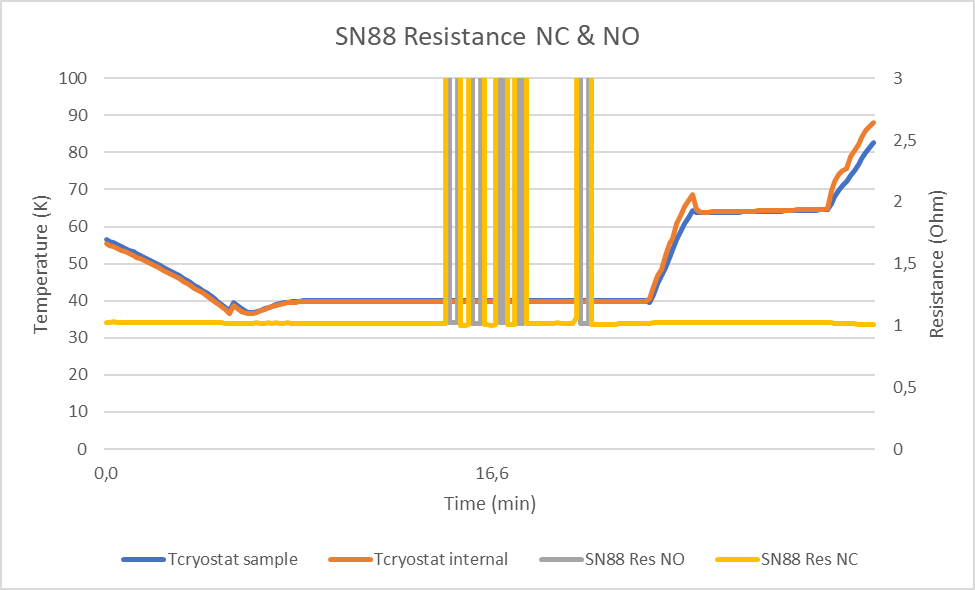 SN88 Resistance NC & NO
100
90
80
70
60
50
40
30
20
10
0
Temperature (K)
3
2,5
2
1,5
1
0,5
0
Resistance (Ohm)
0,0
16,6
Time (min)
Tcryostat sample
Tcryostat internal
SN88 Res NO
SN88 Res NC